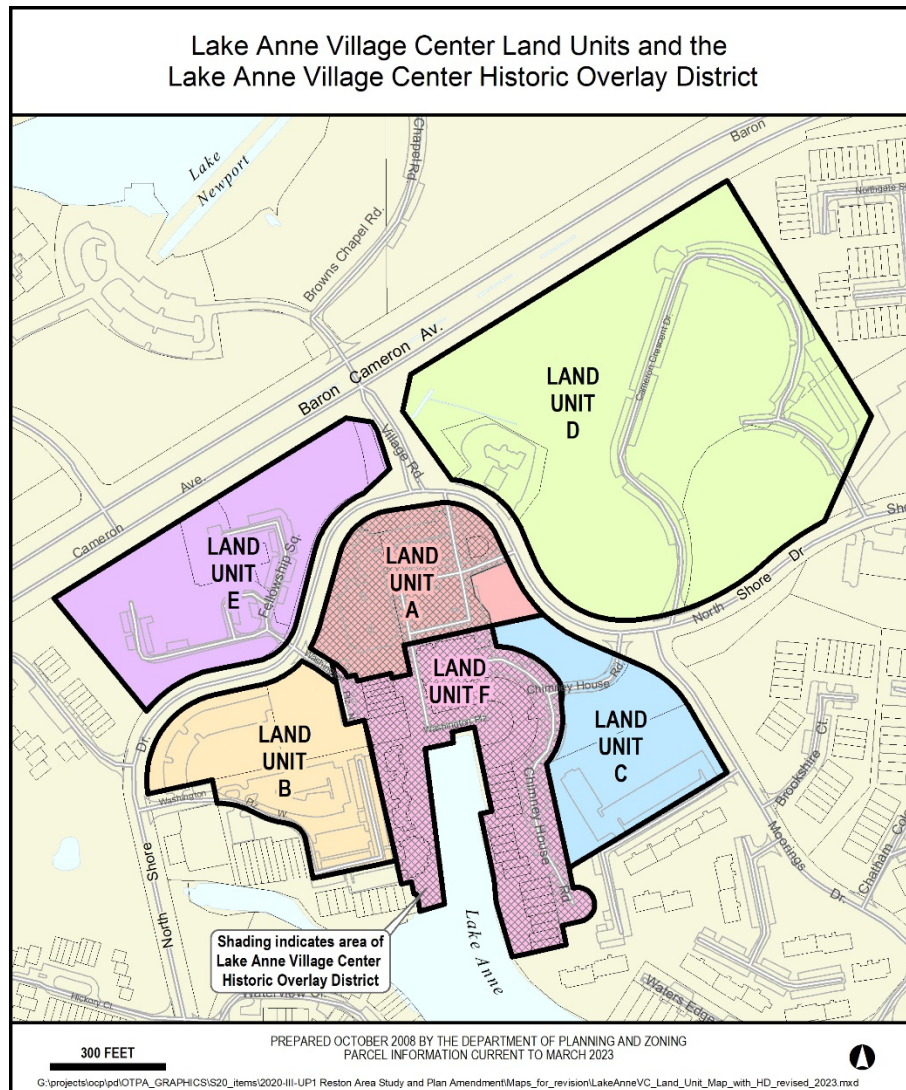 Lake Anne Village Center Land Units and the
Lake Anne Village Center Historic Overlay District
Chapel Rd.
Baron
Lake
Newport
Northgate Sq
Browns Chapel Rd.
Cameron Crescent Dr.
Baron Cameron Av.
LAND
UNIT
D
Village Rd.
Cameron Ave.
LAND
UNIT
E
Fellowship Sq.
LAND
UNIT
A
North Shore Dr
LAND
UNIT F
Chimney House Rd.
LAND
UNIT
B
LAND
UNIT
C
Washington
Chimney House Rd
Brookshire Ct.
Moorings Dr.
Chatham
North Shore Dr.
Lake Anne
Shading indicates area of
Lake Anne Village Center
Historic Overlay District
Hickory Ct.
Waterview
Waters Edge
300 FEET
PREPARED OCTOBER 2008 BY THE DEPARTMENT OF PLANNING AND ZONING
PARCEL INFORMATION CURRENT TO MARCH 2023
G:\projects\ocp\pd\OTPA_GRAPHICS\S20_items\2020-III-UP1 Reston Area Study and Plan Amendment\Maps_for_revision\LakeAnneVC_Land_Unit_Map_with_HD_revised_2023.mxd